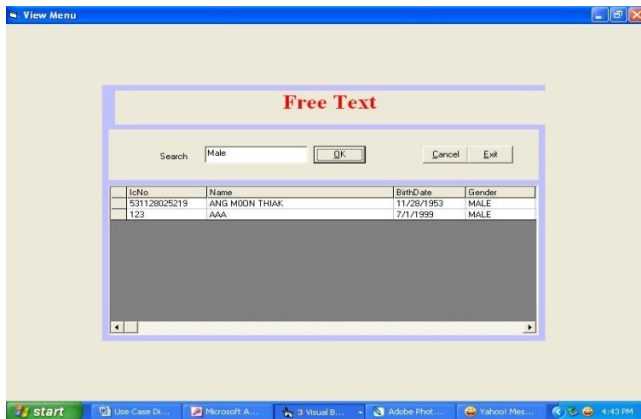 View Menu
Free Text
Search Male OK Cancel Exit
IcNo Name BirthDate Gender
531128025219 ANG MOON THIAK 11/28/1953 MALE
123 AAA 7/1/1999 MALE
start Use Case Di... Microsoft A... 3 Visual B... Adobe Phot... Yahoo! Mes... 4:43 PM